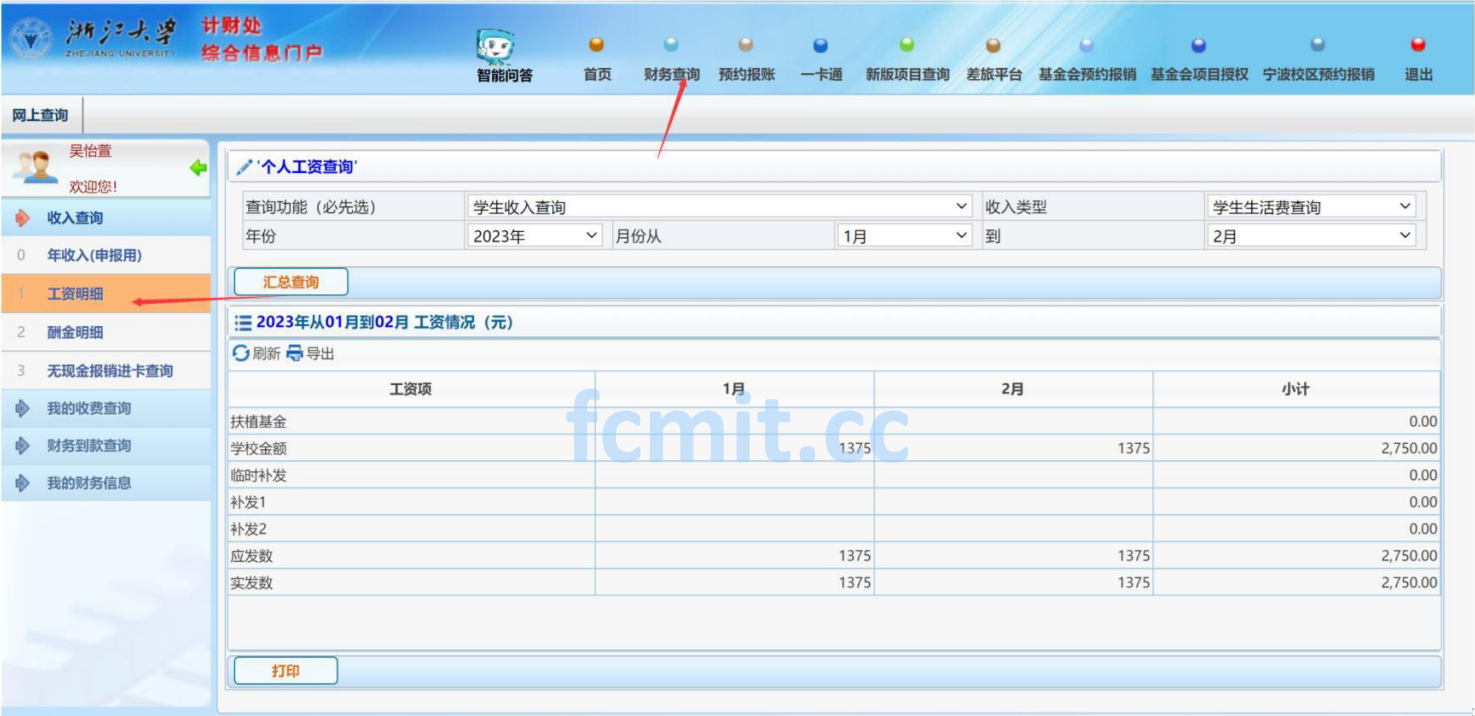 浙江大学
ZHEJIANG UNIVERSITY
计财处
综合信息门户
智能问答 首页 财务查询 预约报账 一卡通 新版项目查询 差旅平台 基金会预约报销 基金会项目授权 宁波校区预约报销 退出
网上查询
吴怡萱
欢迎您!
收入查询
0 年收入(申报用)
1 工资明细
2 酬金明细
3 无现金报销进卡查询
我的收费查询
财务到款查询
我的财务信息
'个人工资查询'
查询功能（必先选） 学生收入查询 收入类型 学生生活费查询
年份 2023年 月份从 1月 到 2月
汇总查询
2023年从01月到02月 工资情况（元）
刷新 导出
工资项 1月 2月 小计
扶植基金 0.00
学校金额 1375 1375 2,750.00
临时补发 0.00
补发1 0.00
补发2 0.00
应发数 1375 1375 2,750.00
实发数 1375 1375 2,750.00
打印
fcmit.cc